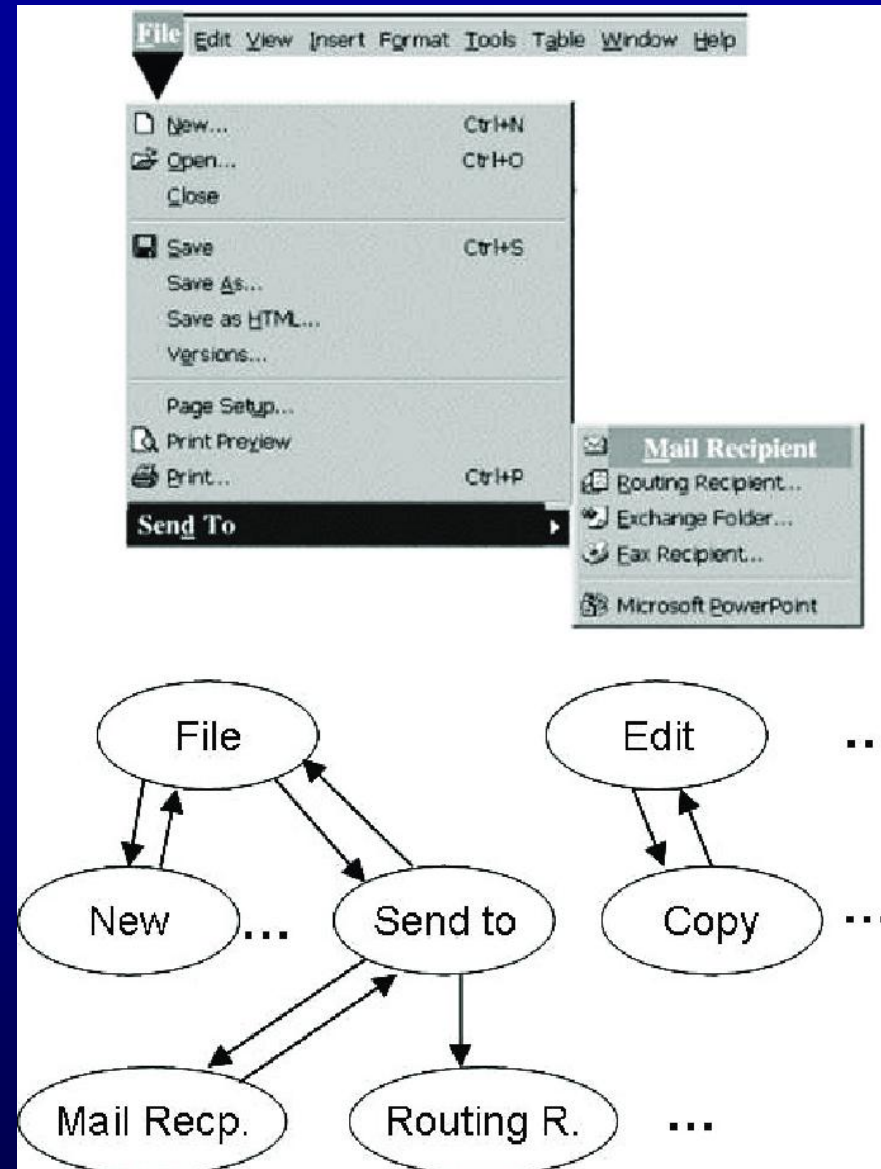 File Edit View Insert Format Tools Table Window Help
New... Ctrl+N
Open... Ctrl+O
Close
Save Ctrl+S
Save As...
Save as HTML...
Versions...
Page Setup...
Print Preview
Print... Ctrl+P
Send To
Mail Recipient
Routing Recipient...
Exchange Folder...
Fax Recipient...
Microsoft PowerPoint
File Edit ...
New ... Send to Copy ...
Mail Recp. Routing R. ...